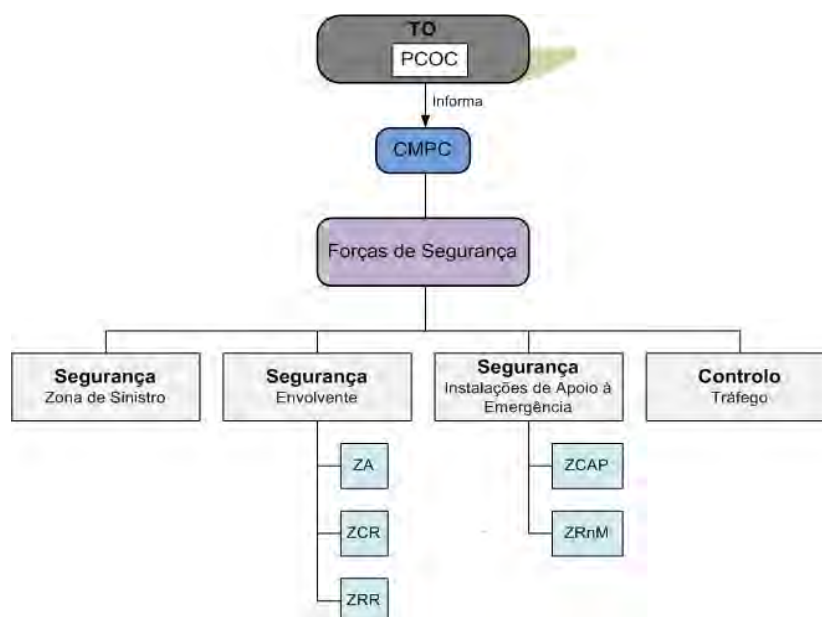 TO
PCOC
Informa
CMPC
Forças de Segurança
Segurança
Zona de Sinistro
Segurança
Envolvente
Segurança
Instalações de Apoio à
Emergência
Controlo
Tráfego
ZA
ZCR
ZRR
ZCAP
ZRnM